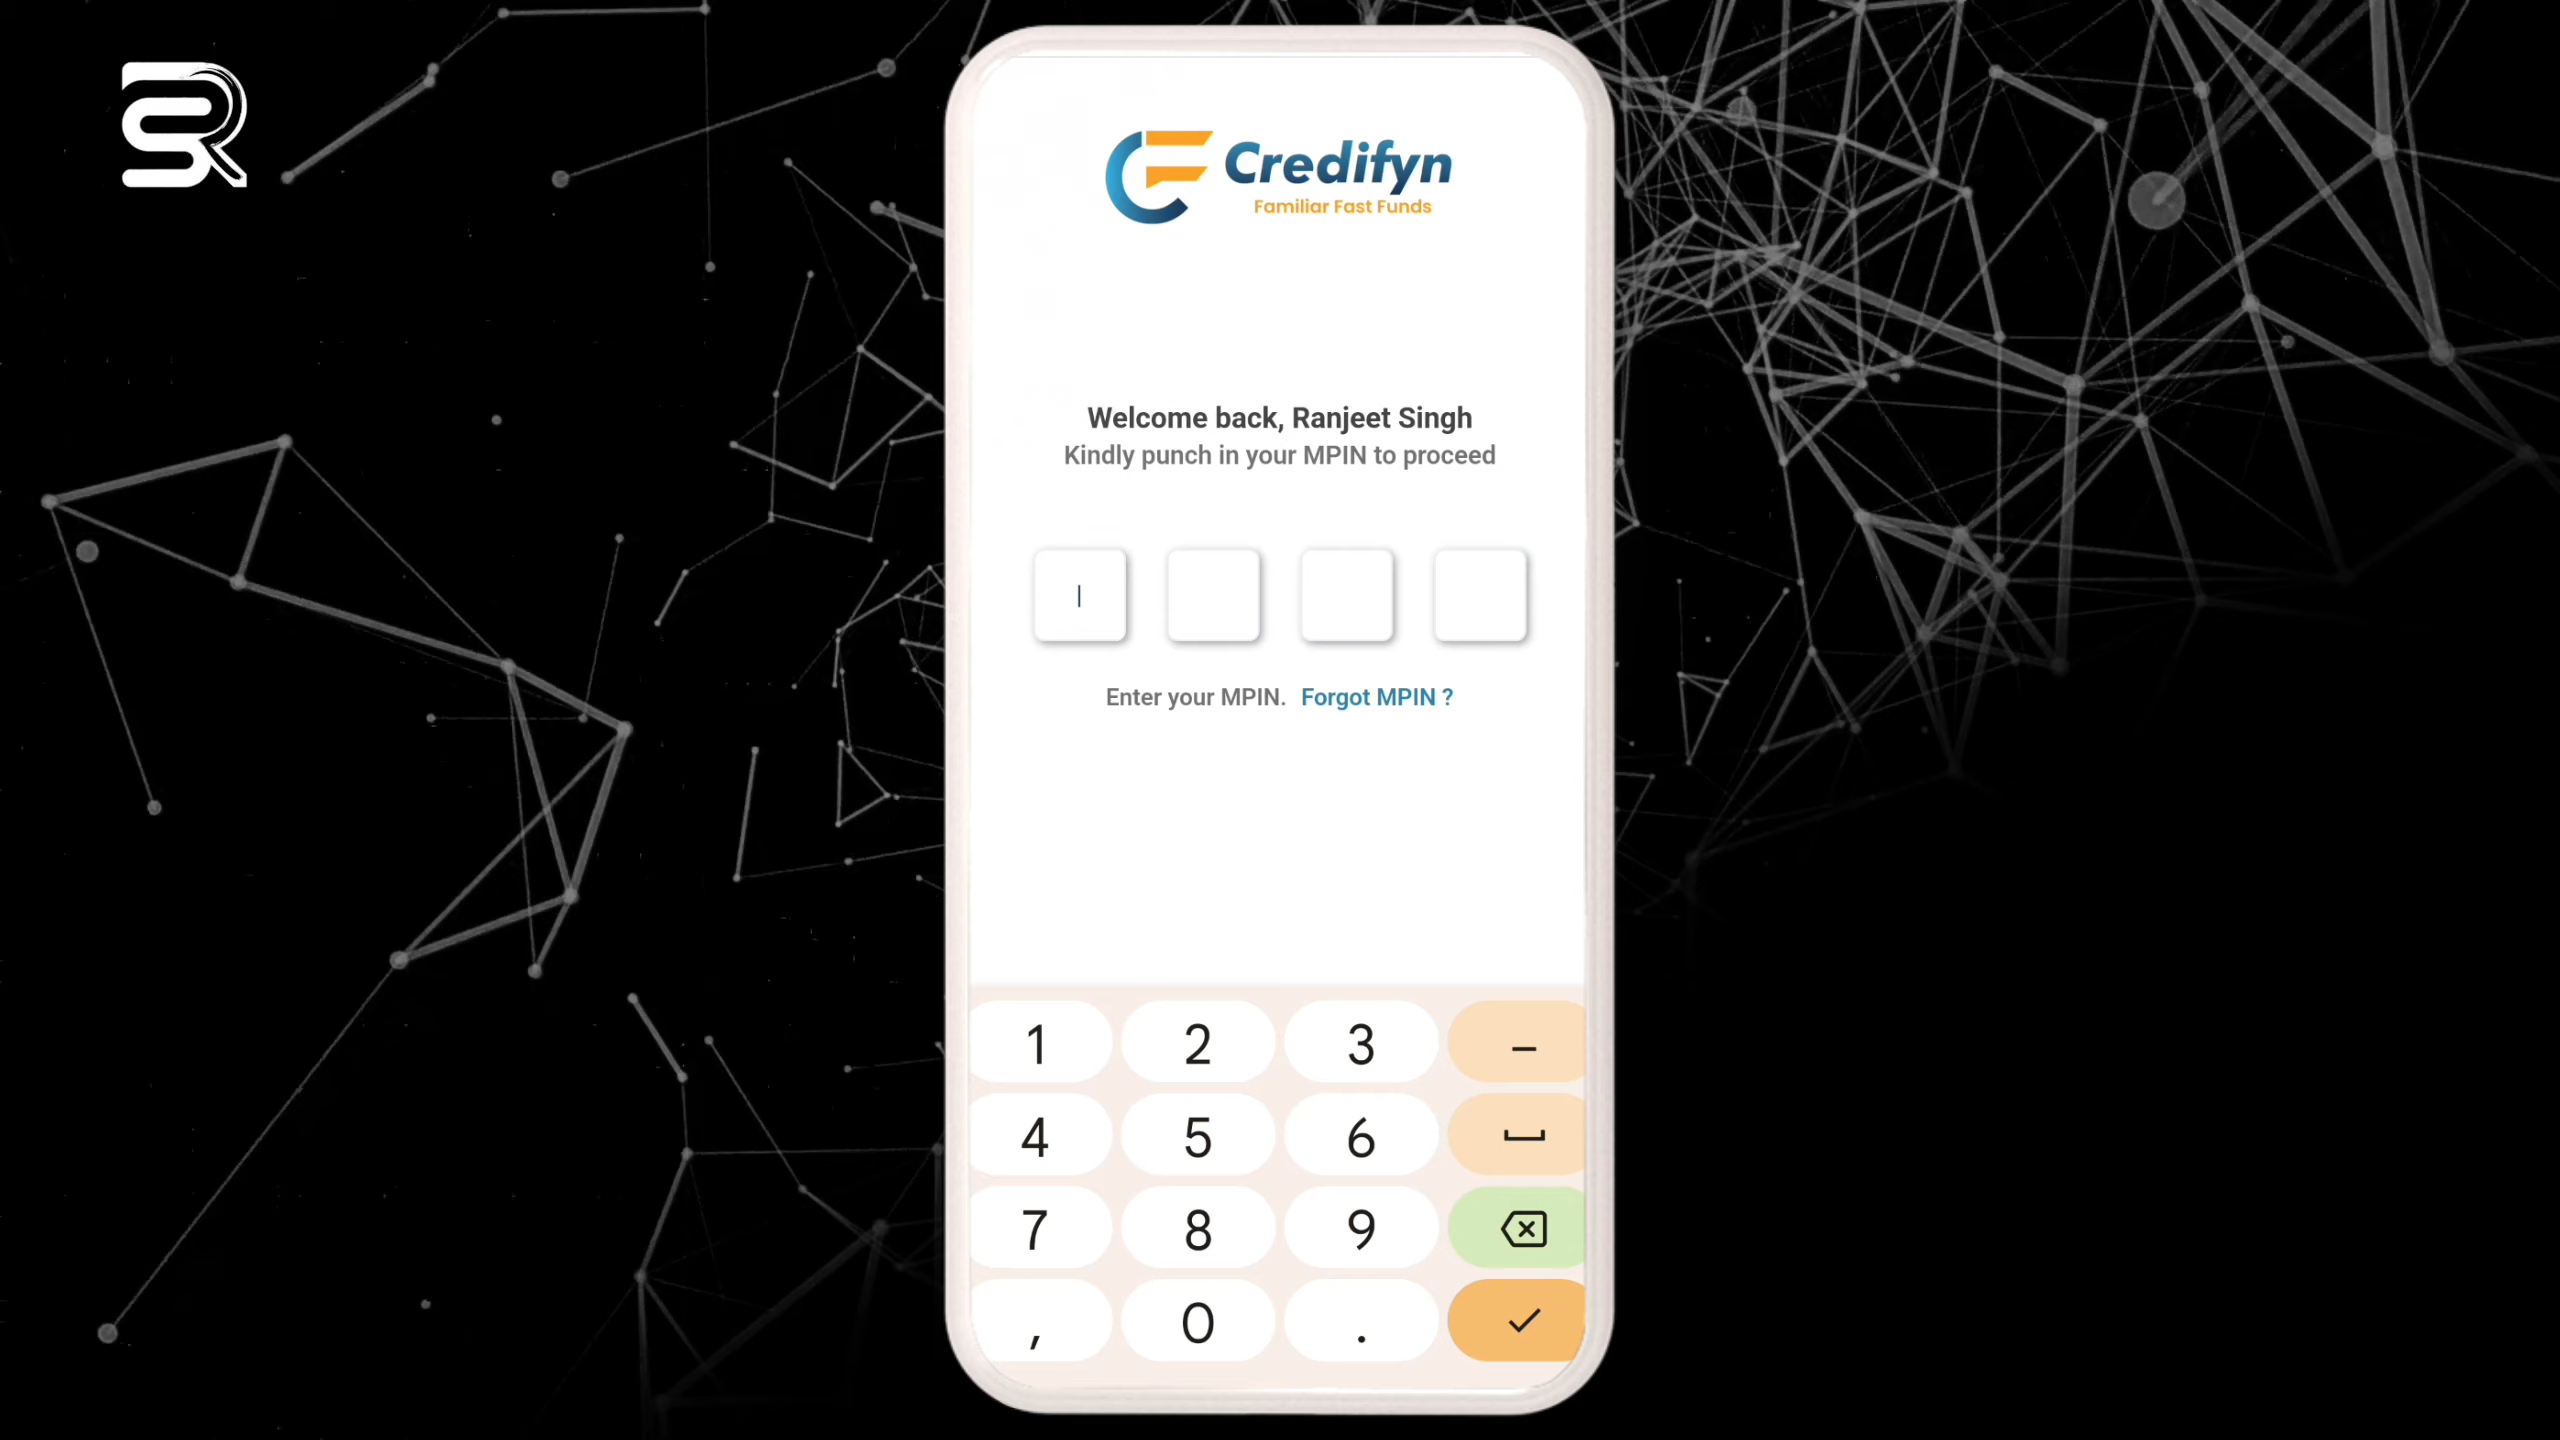 SR
Credifyn
Familiar Fast Funds
Welcome back, Ranjeet Singh
Kindly punch in your MPIN to proceed
Enter your MPIN. Forgot MPIN ?
1 2 3 –
4 5 6
7 8 9
, 0 .